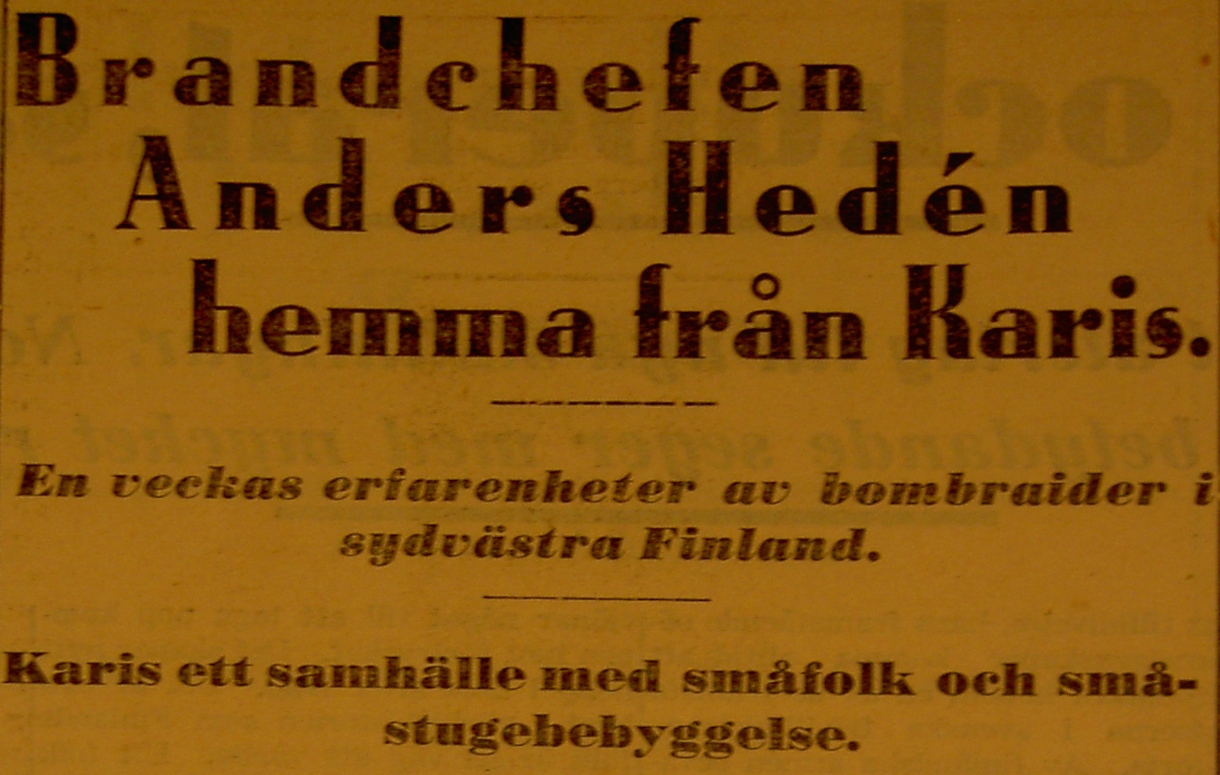 Brandchefen
Anders Hedén
hemma från Karis.
En veckas erfarenheter av bombraider i
sydvästra Finland.
Karis ett samhälle med småfolk och små-
stugebebyggelse.